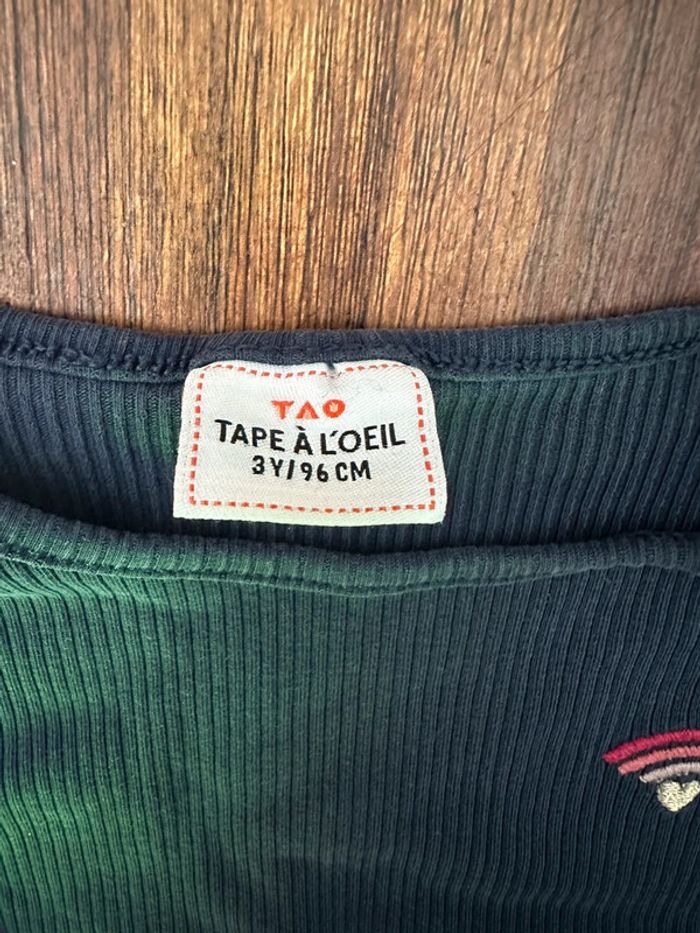 TAO
TAPE À L'OEIL
3Y/96CM